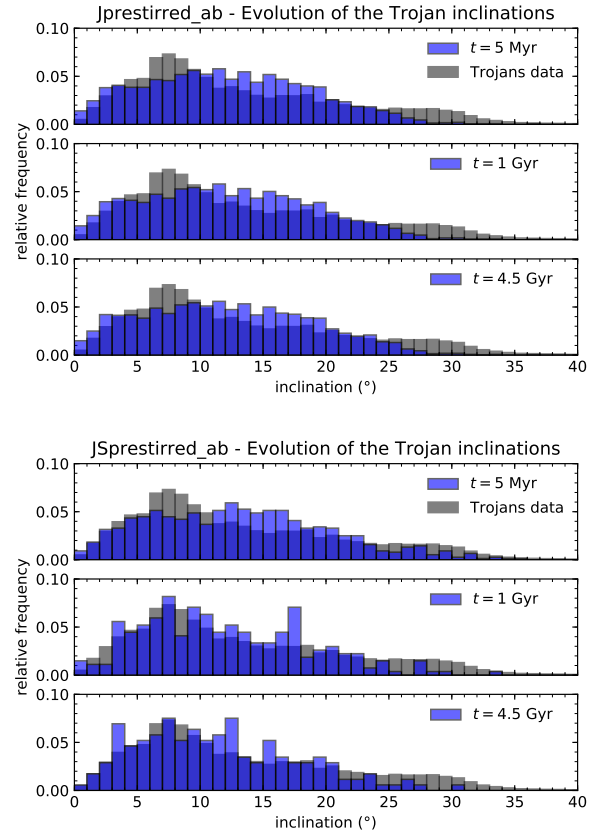 Jprestirred_ab - Evolution of the Trojan inclinations
0.10
0.05
0.00
t = 5 Myr
Trojans data
0.10
0.05
0.00
t = 1 Gyr
relative frequency
0.10
0.05
0.00
t = 4.5 Gyr
0 5 10 15 20 25 30 35 40
inclination (°)
JSprestirred_ab - Evolution of the Trojan inclinations
0.10
0.05
0.00
t = 5 Myr
Trojans data
0.10
0.05
0.00
t = 1 Gyr
relative frequency
0.10
0.05
0.00
t = 4.5 Gyr
0 5 10 15 20 25 30 35 40
inclination (°)